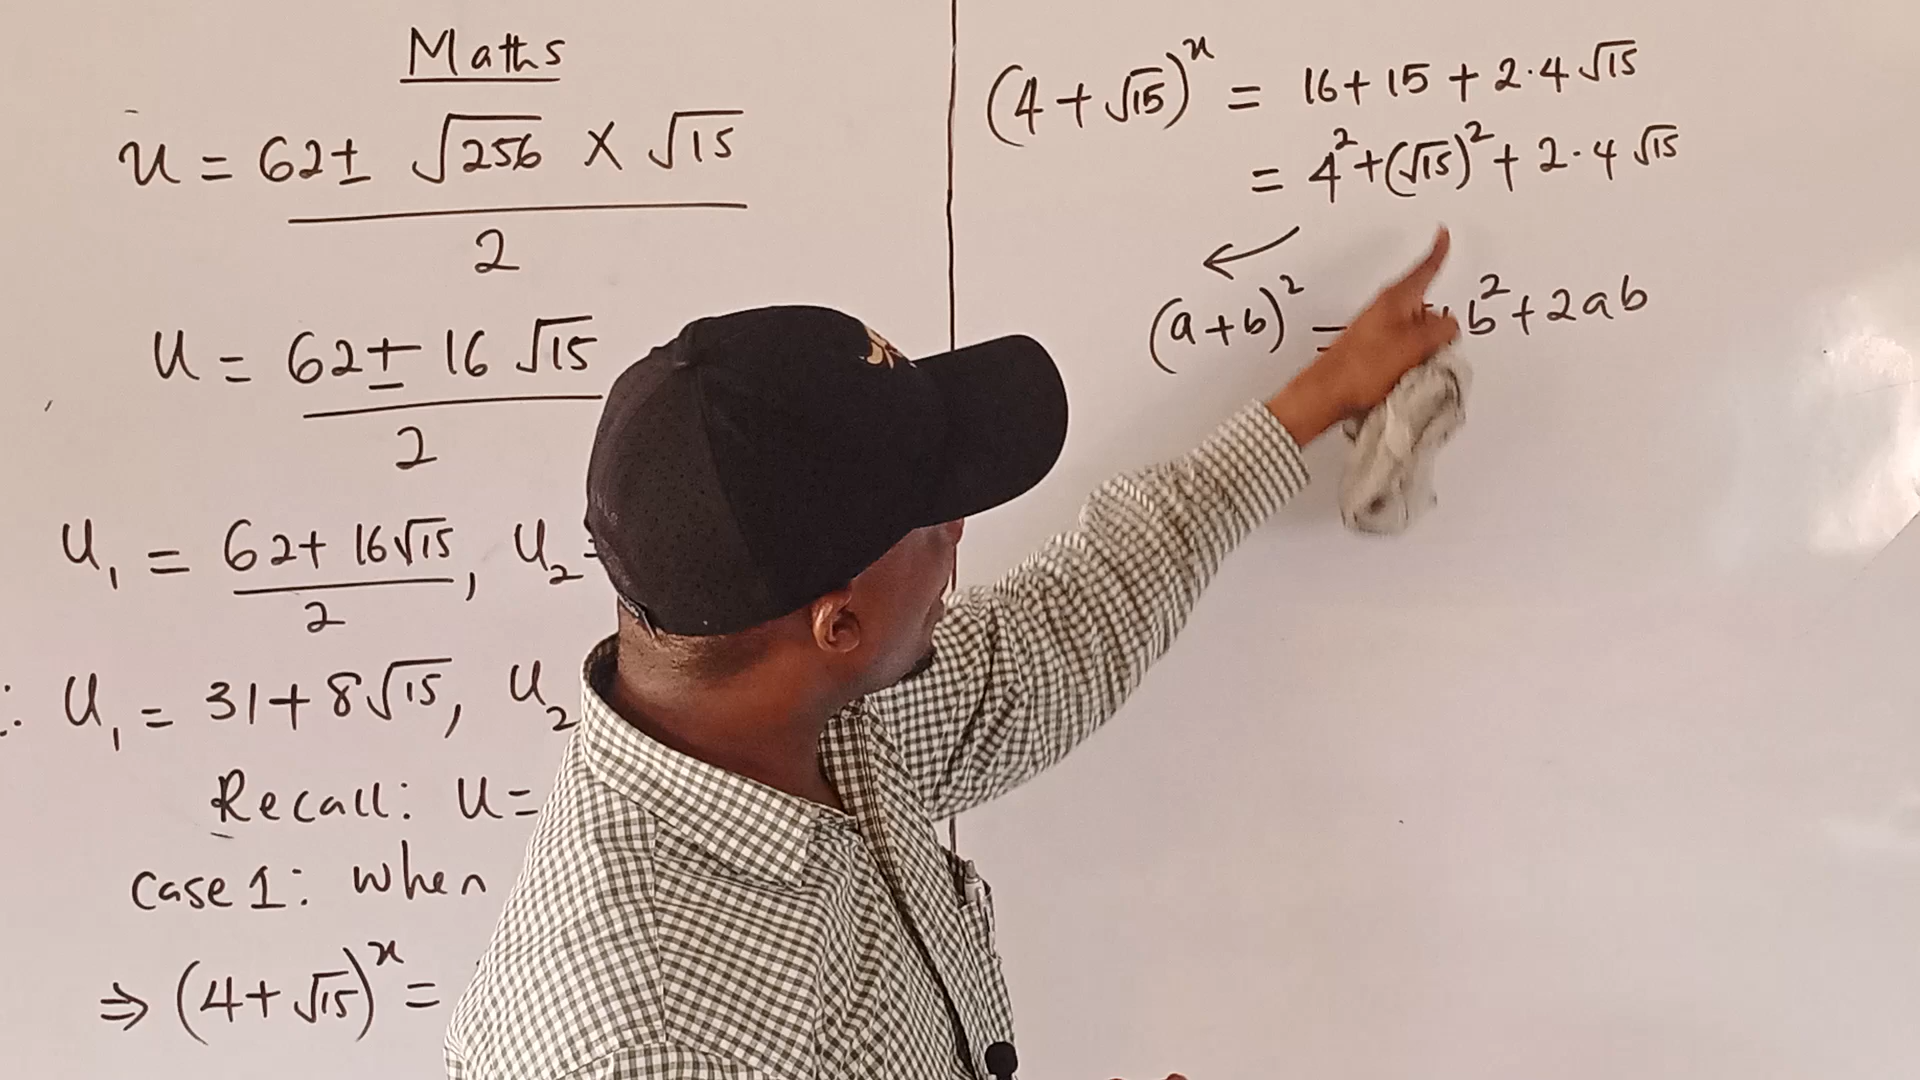 Maths
u = 62 ± √256 × √15
2
u = 62 ± 16 √15
2
u₁ = 62 + 16√15, u₂ =
2
∴ u₁ = 31 + 8√15, u₂
Recall: u =
case 1: when
⇒ (4 + √15)ˣ =
(4 + √15)ˣ = 16 + 15 + 2·4 √15
= 4² + (√15)² + 2·4 √15
←
(a + b)² = + b² + 2ab